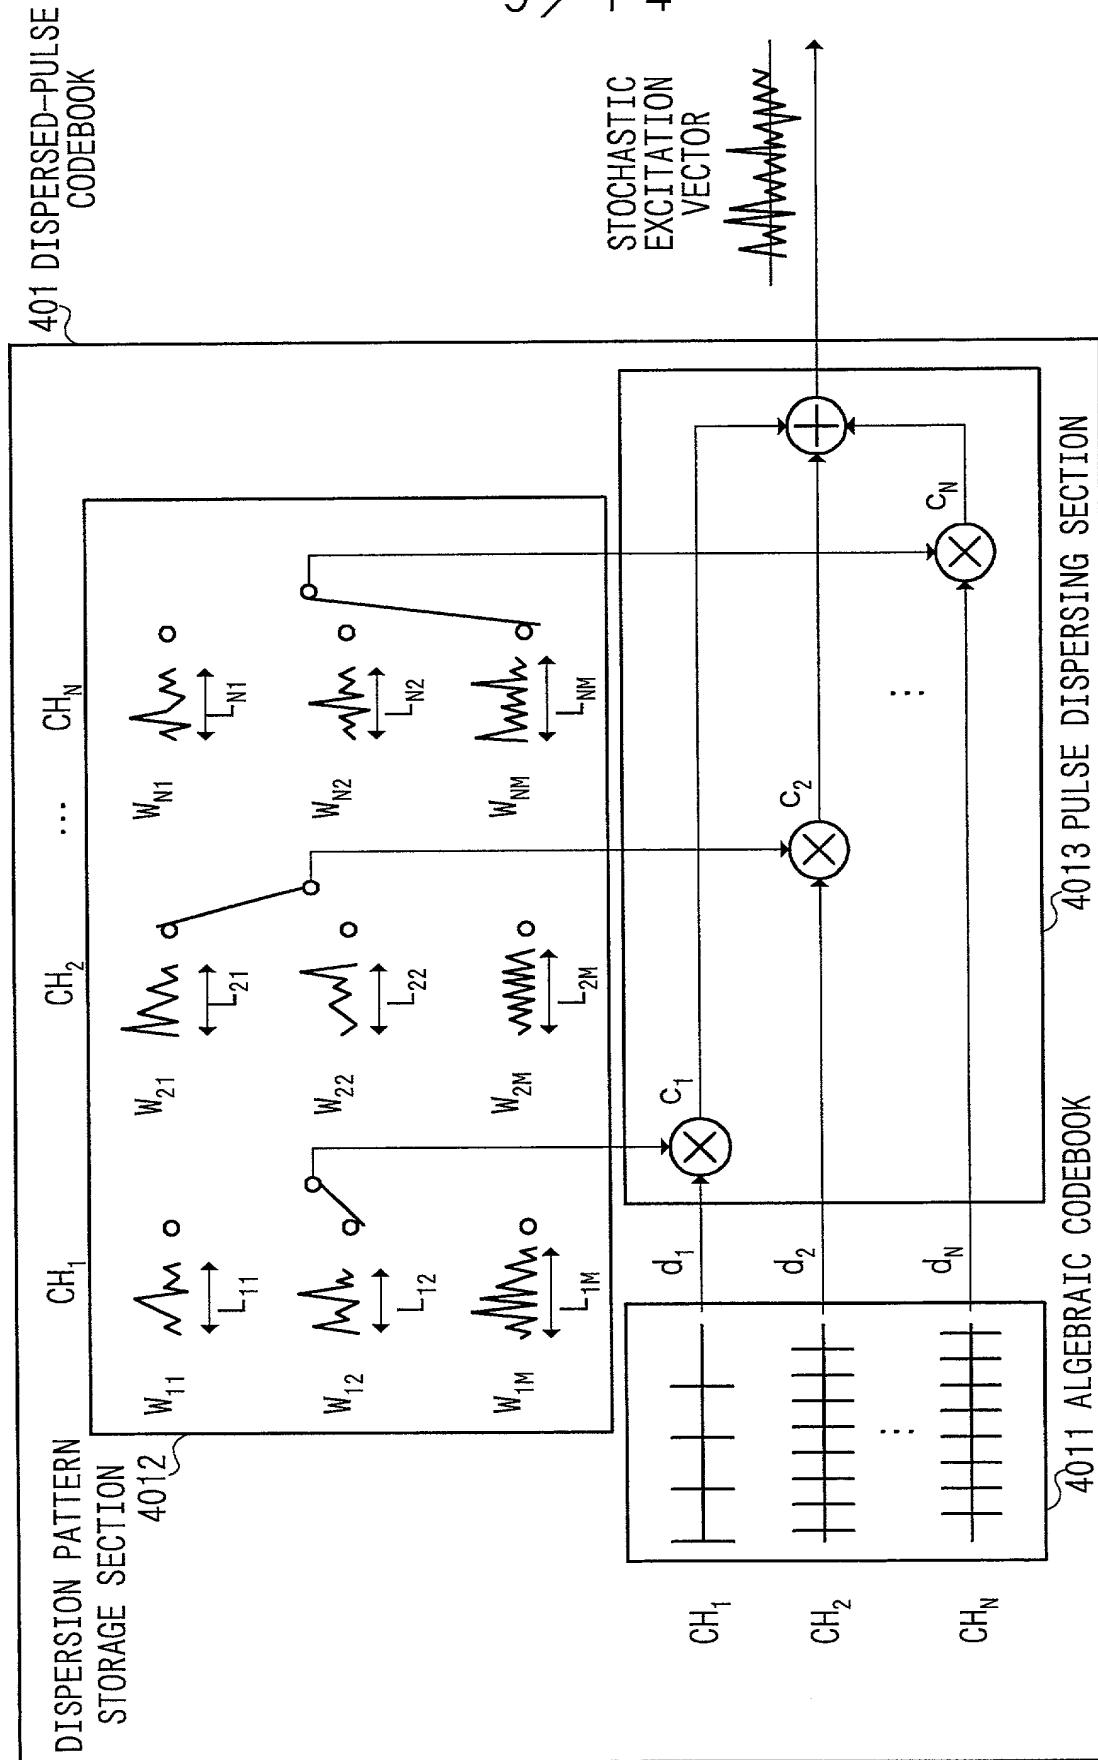 401 DISPERSED-PULSE
CODEBOOK
DISPERSION PATTERN
STORAGE SECTION
4012
CH1
CH2
...
CHN
W11
L11
W21
L21
WN1
LN1
W12
L12
W22
L22
WN2
LN2
W1M
L1M
W2M
L2M
WNM
LNM
STOCHASTIC
EXCITATION
VECTOR
CH1
d1
C1
CH2
d2
C2
...
...
CHN
dN
CN
4011 ALGEBRAIC CODEBOOK
4013 PULSE DISPERSING SECTION